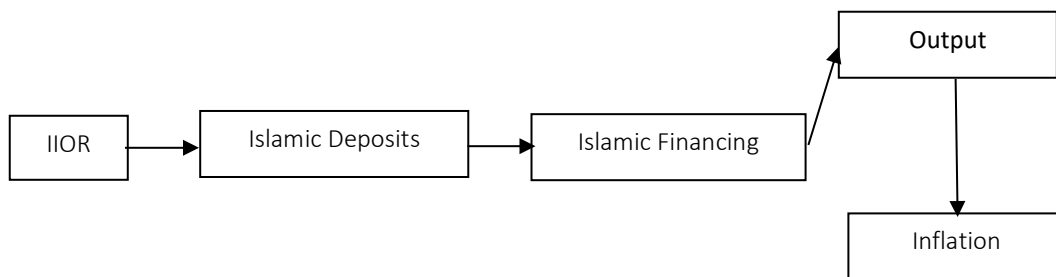 IIOR
Islamic Deposits
Islamic Financing
Output
Inflation